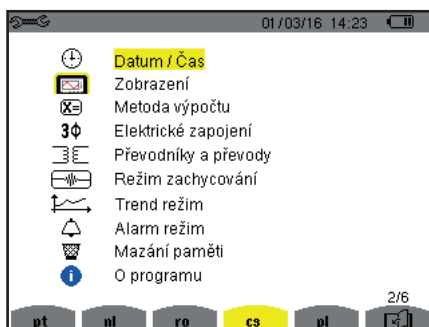 01/03/16 14:23
Datum / Čas
Zobrazení
X= Metoda výpočtu
3ϕ Elektrické zapojení
Převodníky a převody
Režim zachycování
Trend režim
Alarm režim
Mazání paměti
i O programu
2/6
pt nl ro cs pl